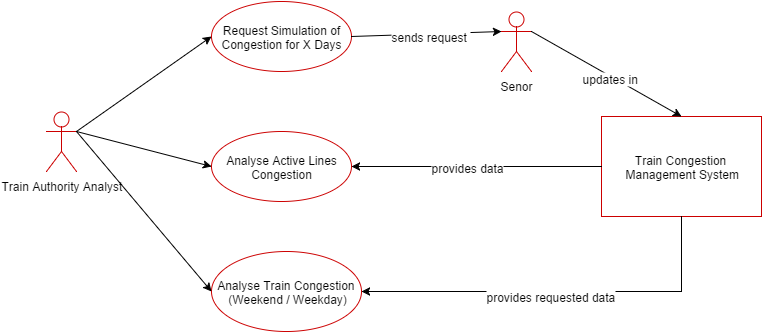 Request Simulation of
Congestion for X Days
sends request
Senor
updates in
Train Authority Analyst
Analyse Active Lines
Congestion
provides data
Train Congestion
Management System
Analyse Train Congestion
(Weekend / Weekday)
provides requested data